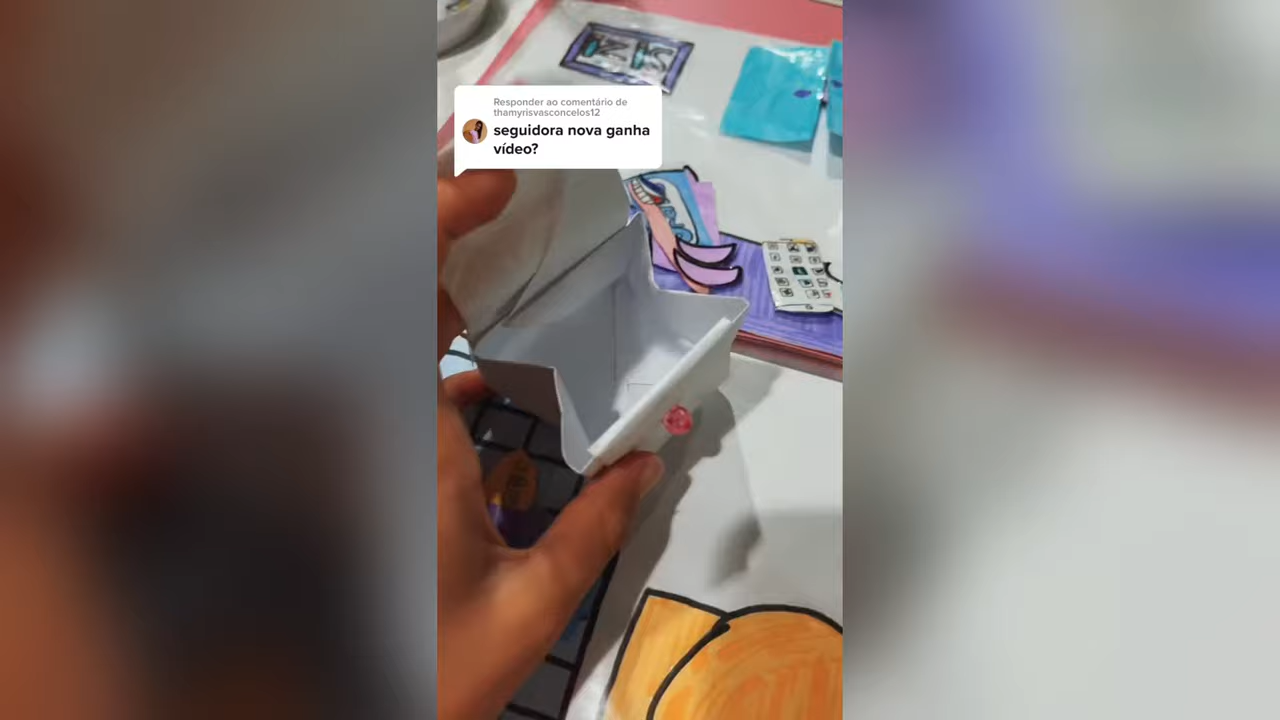 Responder ao comentário de
thamyrisvasconcelos12
seguidora nova ganha
vídeo?